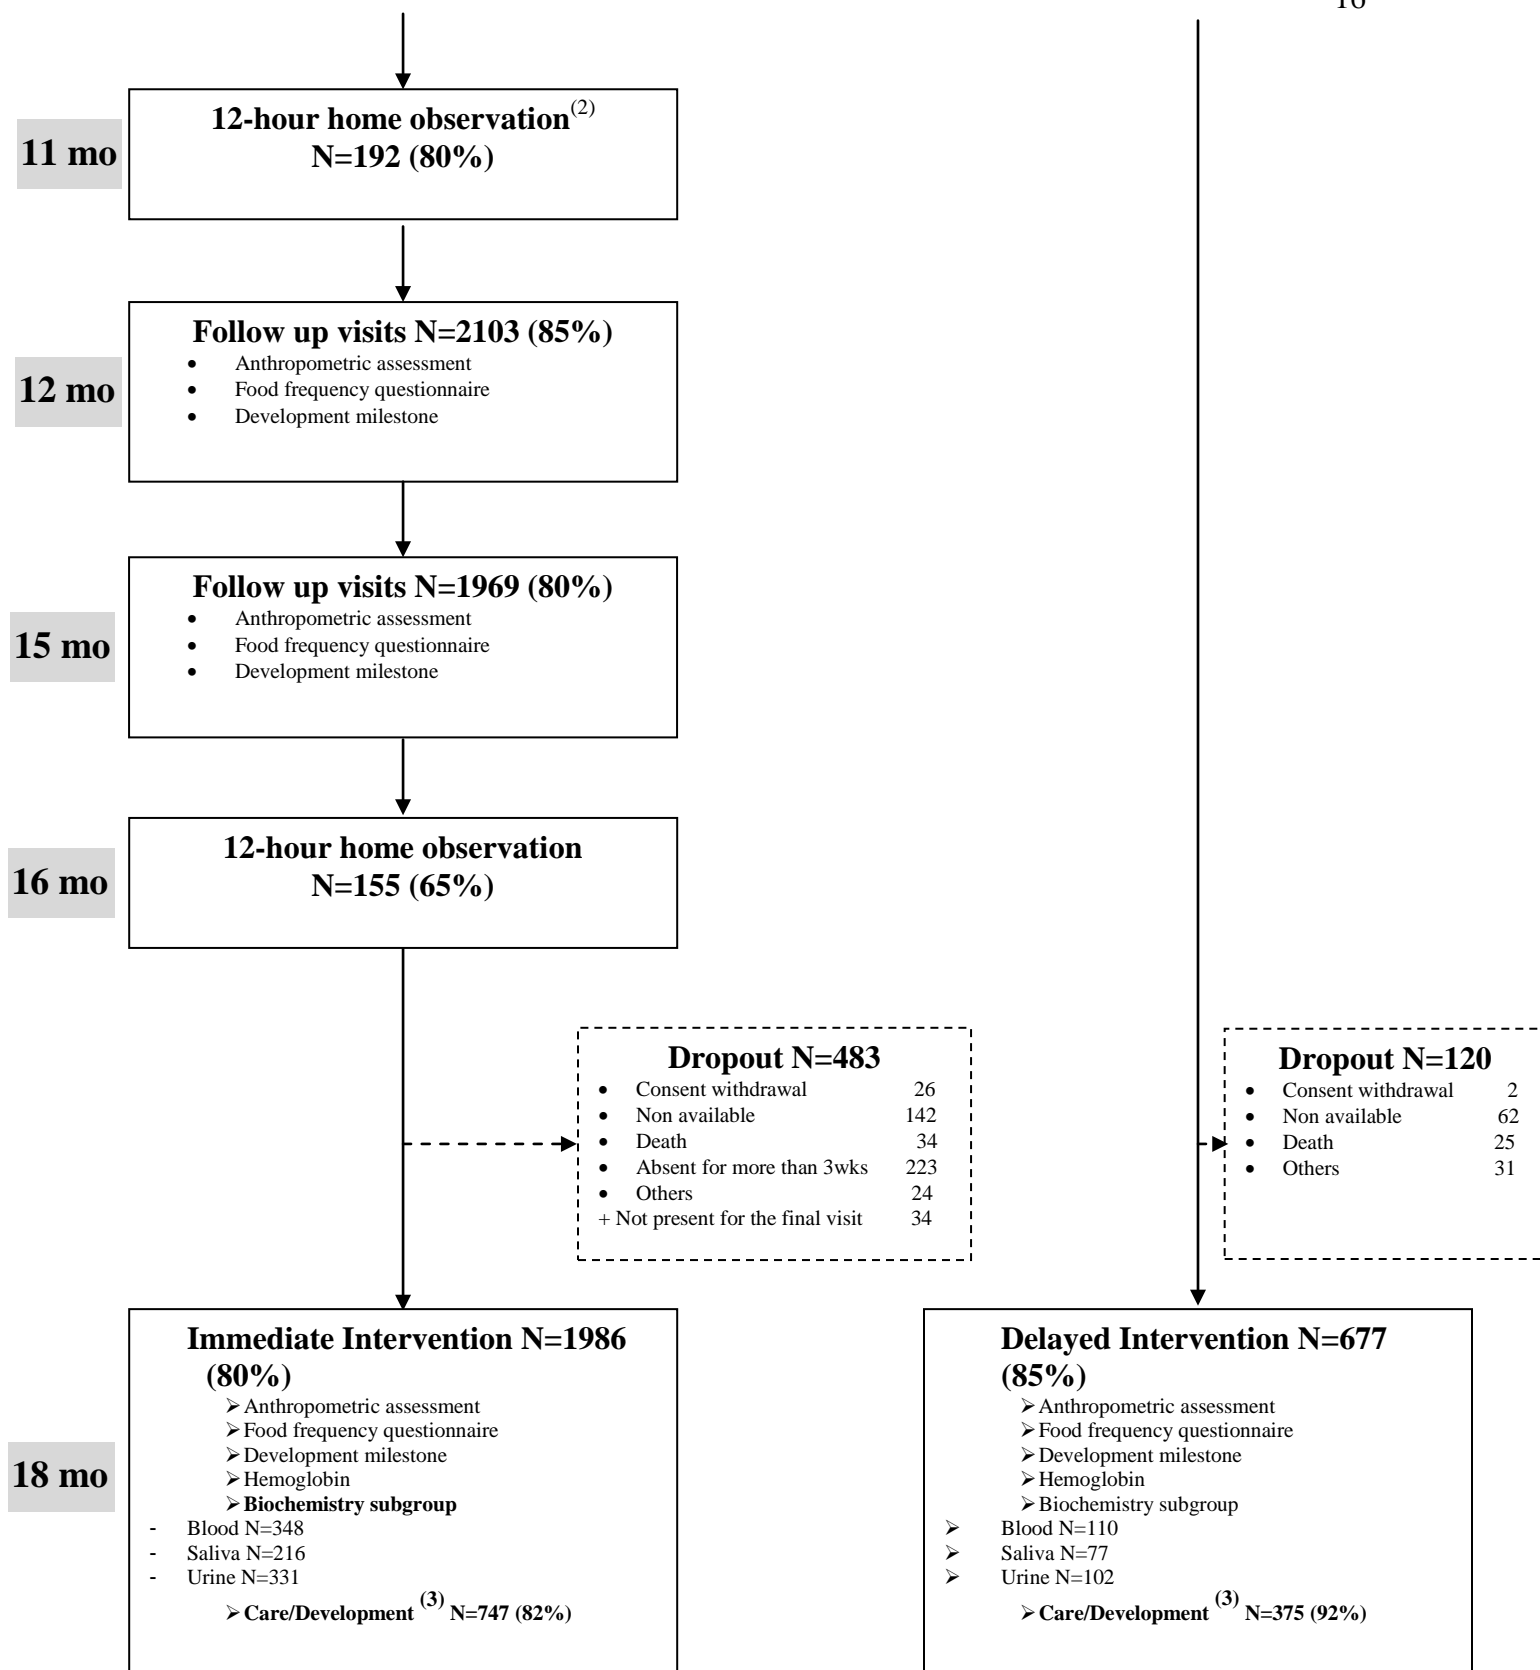 11 mo
12-hour home observation(2)
N=192 (80%)
12 mo
Follow up visits N=2103 (85%)
• Anthropometric assessment
• Food frequency questionnaire
• Development milestone
15 mo
Follow up visits N=1969 (80%)
• Anthropometric assessment
• Food frequency questionnaire
• Development milestone
16 mo
12-hour home observation
N=155 (65%)
Dropout N=483
• Consent withdrawal 26
• Non available 142
• Death 34
• Absent for more than 3wks 223
• Others 24
+ Not present for the final visit 34
Dropout N=120
• Consent withdrawal 2
• Non available 62
• Death 25
• Others 31
18 mo
Immediate Intervention N=1986
(80%)
➢Anthropometric assessment
➢Food frequency questionnaire
➢Development milestone
➢Hemoglobin
➢Biochemistry subgroup
- Blood N=348
- Saliva N=216
- Urine N=331
➢Care/Development (3) N=747 (82%)
Delayed Intervention N=677
(85%)
➢Anthropometric assessment
➢Food frequency questionnaire
➢Development milestone
➢Hemoglobin
➢Biochemistry subgroup
➢ Blood N=110
➢ Saliva N=77
➢ Urine N=102
➢Care/Development (3) N=375 (92%)